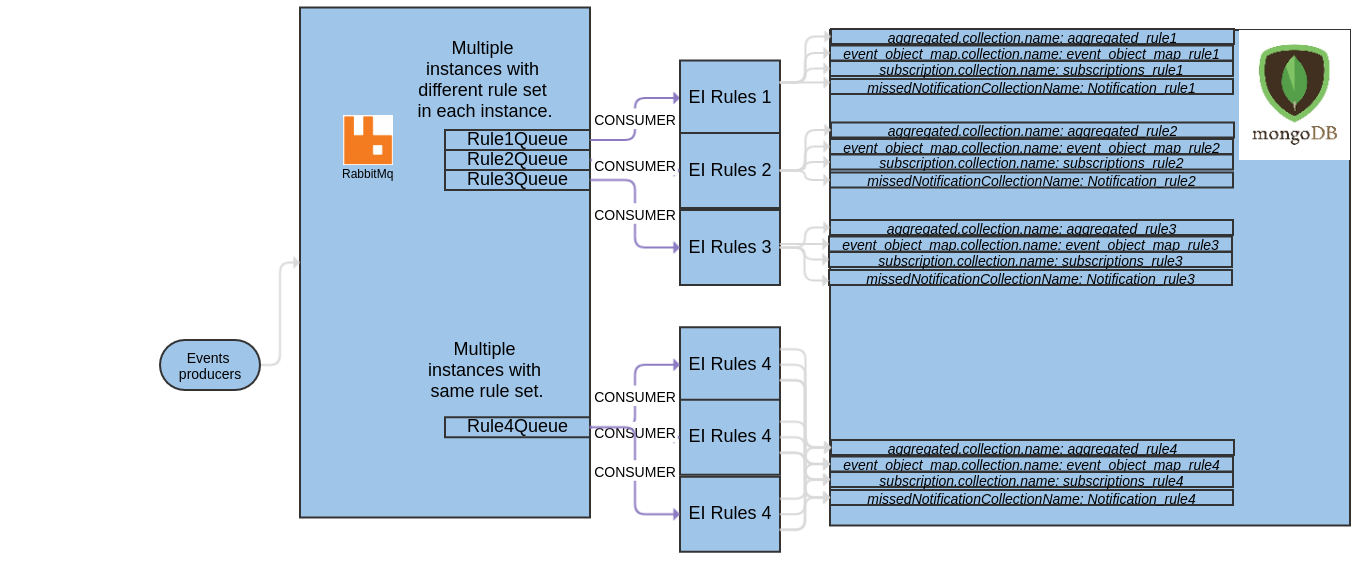 Multiple
instances with
different rule set
in each instance.
RabbitMq
Rule1Queue
Rule2Queue
Rule3Queue
Events
producers
Multiple
instances with
same rule set.
Rule4Queue
CONSUMER
CONSUMER
CONSUMER
CONSUMER
CONSUMER
CONSUMER
EI Rules 1
EI Rules 2
EI Rules 3
EI Rules 4
EI Rules 4
EI Rules 4
aggregated.collection.name: aggregated_rule1
event_object_map.collection.name: event_object_map_rule1
subscription.collection.name: subscriptions_rule1
missedNotificationCollectionName: Notification_rule1
aggregated.collection.name: aggregated_rule2
event_object_map.collection.name: event_object_map_rule2
subscription.collection.name: subscriptions_rule2
missedNotificationCollectionName: Notification_rule2
aggregated.collection.name: aggregated_rule3
event_object_map.collection.name: event_object_map_rule3
subscription.collection.name: subscriptions_rule3
missedNotificationCollectionName: Notification_rule3
aggregated.collection.name: aggregated_rule4
event_object_map.collection.name: event_object_map_rule4
subscription.collection.name: subscriptions_rule4
missedNotificationCollectionName: Notification_rule4
mongoDB